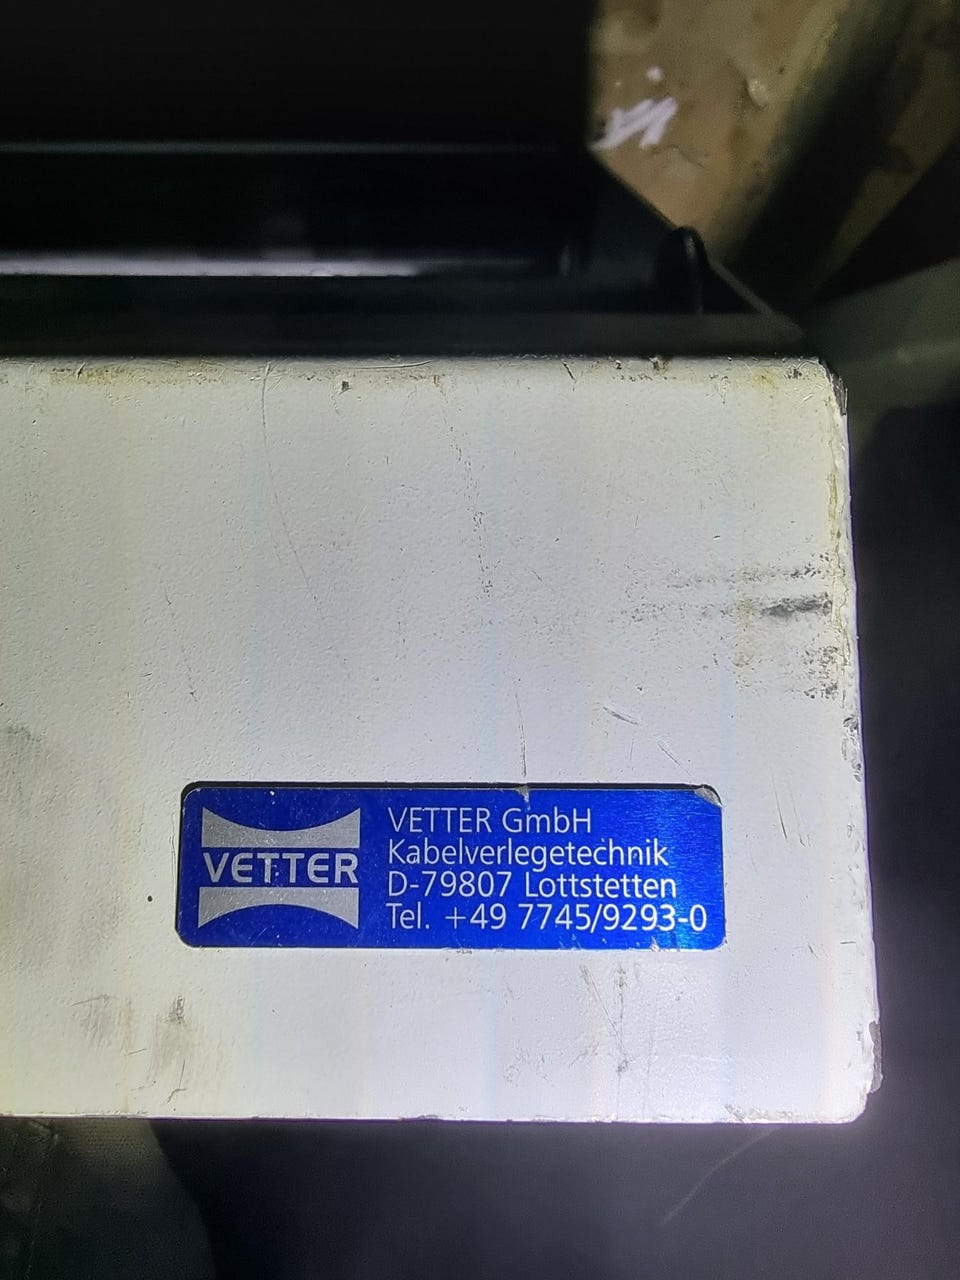 VETTER
VETTER GmbH
Kabelverlegetechnik
D-79807 Lottstetten
Tel. +49 7745/9293-0